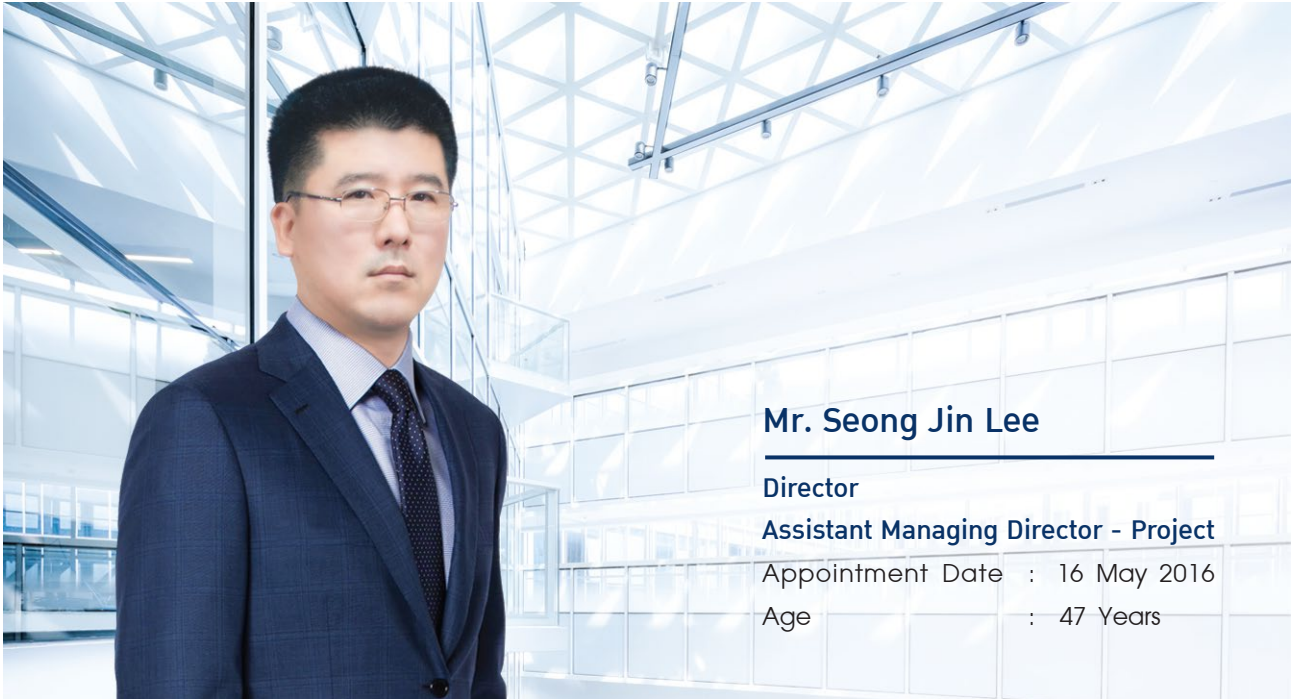 Mr. Seong Jin Lee
Director
Assistant Managing Director - Project
Appointment Date : 16 May 2016
Age : 47 Years